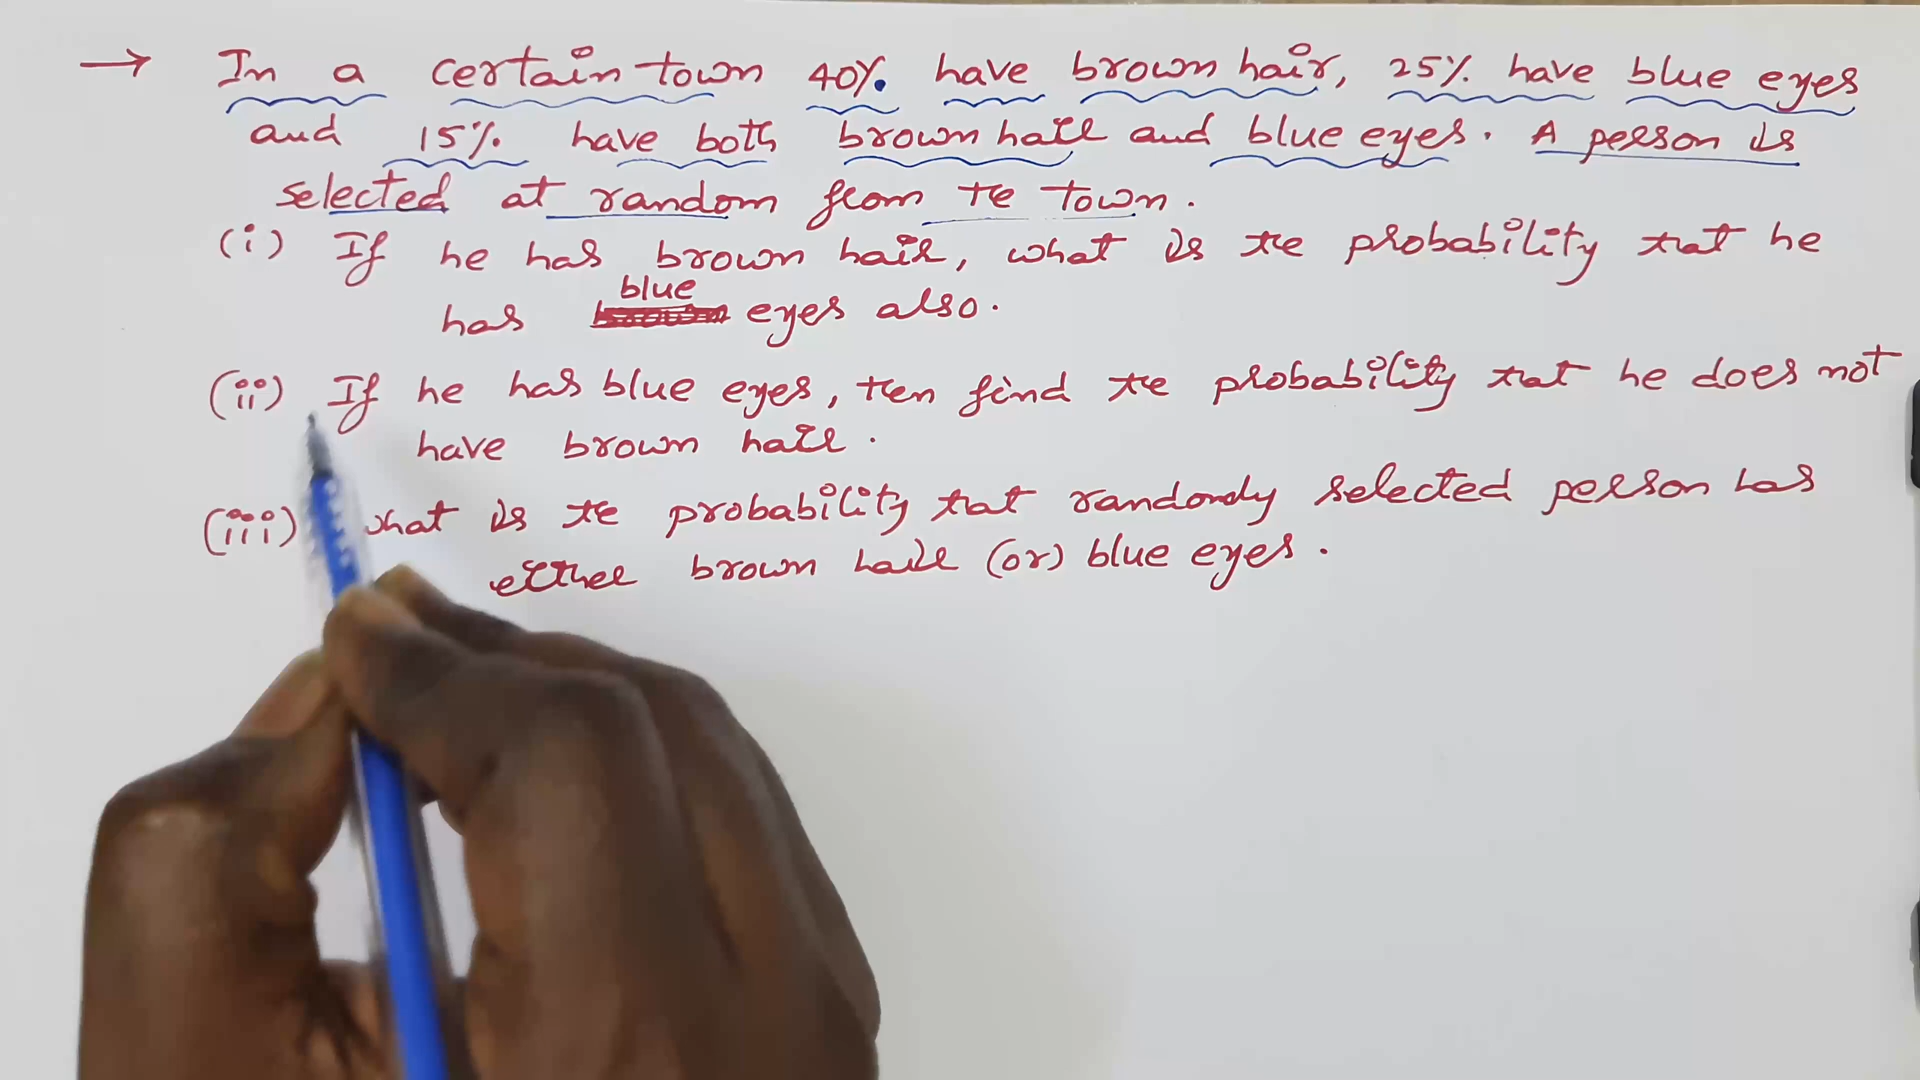 → In a certain town 40% have brown hair, 25% have blue eyes
and 15% have both brown hair and blue eyes. A person is
selected at random from the town.
(i) If he has brown hair, what is the probability that he
has blue eyes also.
(ii) If he has blue eyes, then find the probability that he does not
have brown hair.
(iii) what is the probability that randomly selected person has
either brown hair (or) blue eyes.